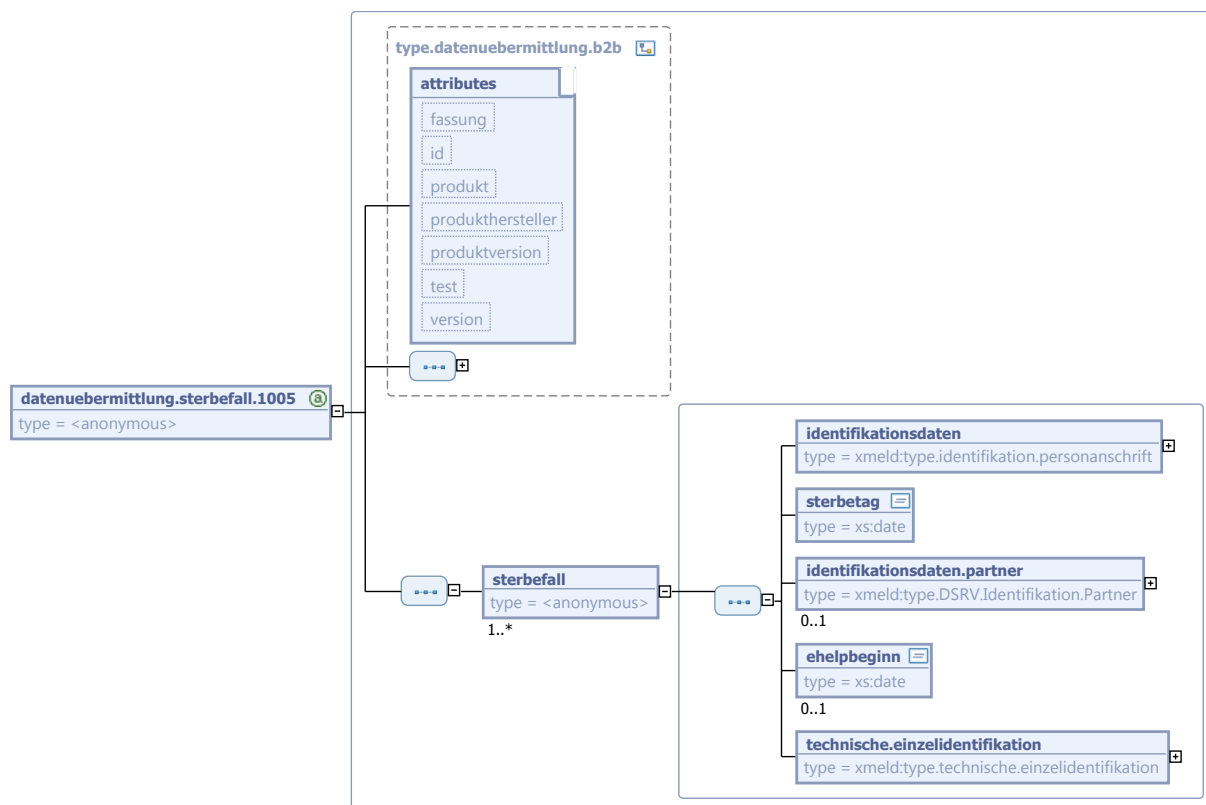 type.datenuebermittlung.b2b
attributes
fassung
id
produkt
produkthersteller
produktversion
test
version
datenuebermittlung.sterbefall.1005 a
type = <anonymous>
sterbefall
type = <anonymous>
1..*
identifikationsdaten
type = xmeld:type.identifikation.personanschrift
sterbetag
type = xs:date
identifikationsdaten.partner
type = xmeld:type.DSRV.Identifikation.Partner
0..1
ehelpbeginn
type = xs:date
0..1
technische.einzelidentifikation
type = xmeld:type.technische.einzelidentifikation